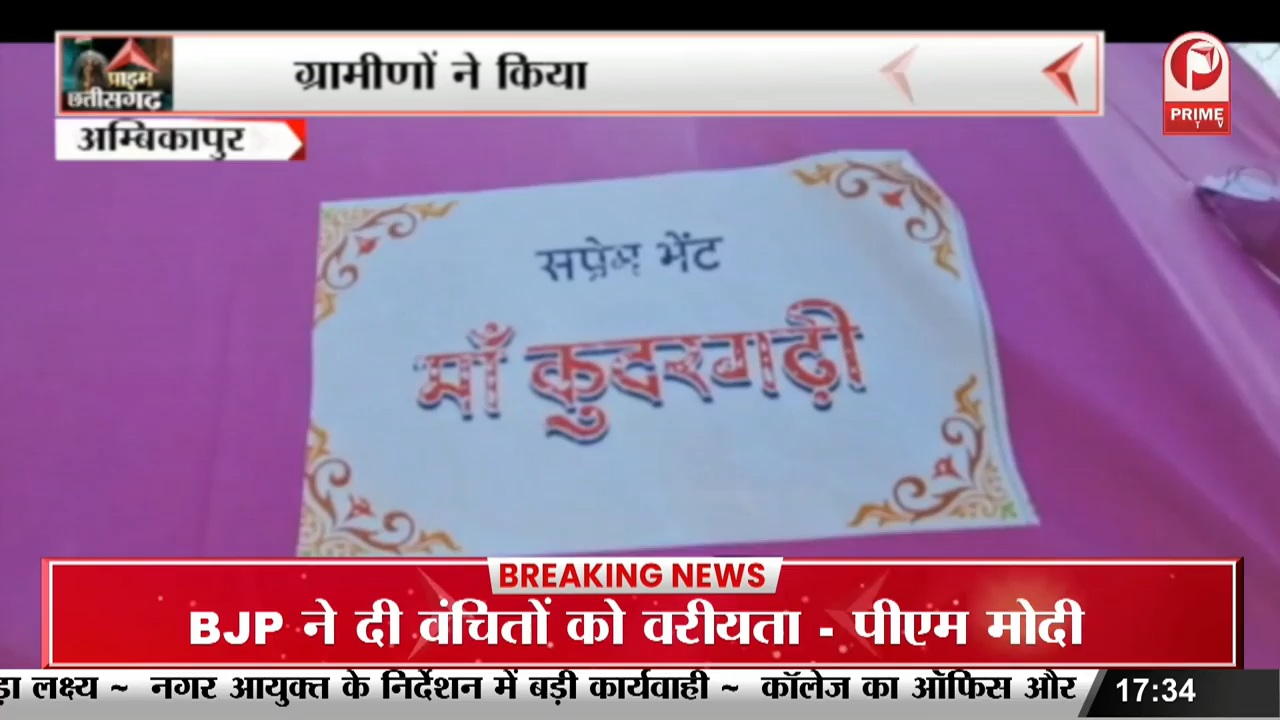 ग्रामीणों ने किया
प्राइम
छत्तीसगढ़
PRIME
TV
अम्बिकापुर
सप्रेम भेंट
माँ कुदरगढ़ी
BREAKING NEWS
BJP ने दी वंचितों को वरीयता - पीएम मोदी
ड़ा लक्ष्य ~ नगर आयुक्त के निर्देशन में बड़ी कार्यवाही ~ कॉलेज का ऑफिस और
17:34